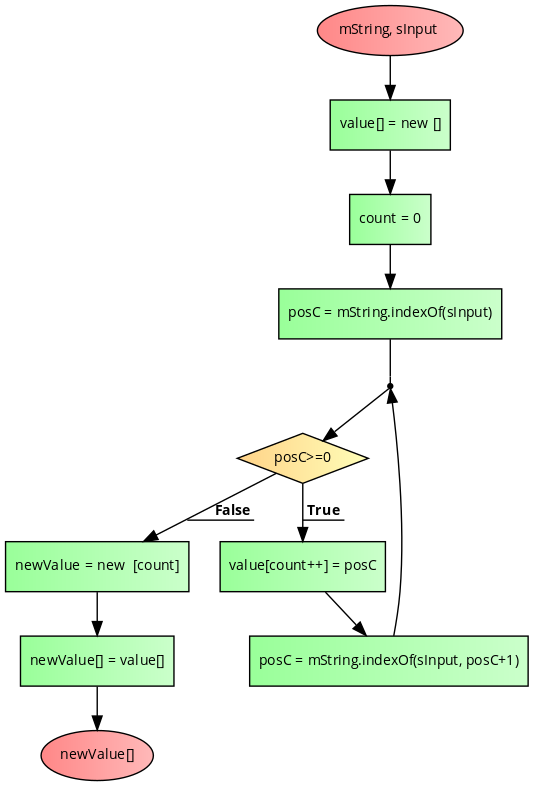 mString, sInput
value[] = new []
count = 0
posC = mString.indexOf(sInput)
posC>=0
False
True
newValue = new  [count]
value[count++] = posC
newValue[] = value[]
posC = mString.indexOf(sInput, posC+1)
newValue[]